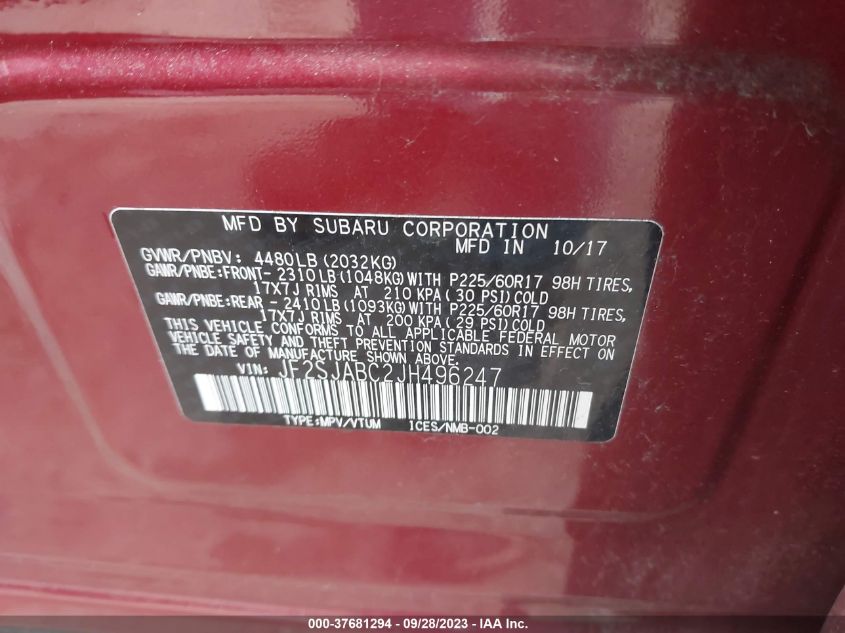 MFD BY SUBARU CORPORATION
MFD IN 10/17
GVWR/PNBV: 4480LB(2032KG)
GAWR/PNBE:FRONT-2310LB(1048KG)WITH P225/60R17 98H TIRES,
17X7J RIMS AT 210 KPA(30 PSI)COLD
GAWR/PNBE:REAR -2410LB(1093KG)WITH P225/60R17 98H TIRES,
17X7J RIMS AT 200 KPA(29 PSI)COLD
THIS VEHICLE CONFORMS TO ALL APPLICABLE FEDERAL MOTOR
VEHICLE SAFETY AND THEFT PREVENTION STANDARDS IN EFFECT ON
THE DATE OF MANUFACTURE SHOWN ABOVE.
VIN: JF2SJABC2JH496247
TYPE:MPV/VTUM ICES/NMB-002
000-37681294 - 09/28/2023 - IAA Inc.